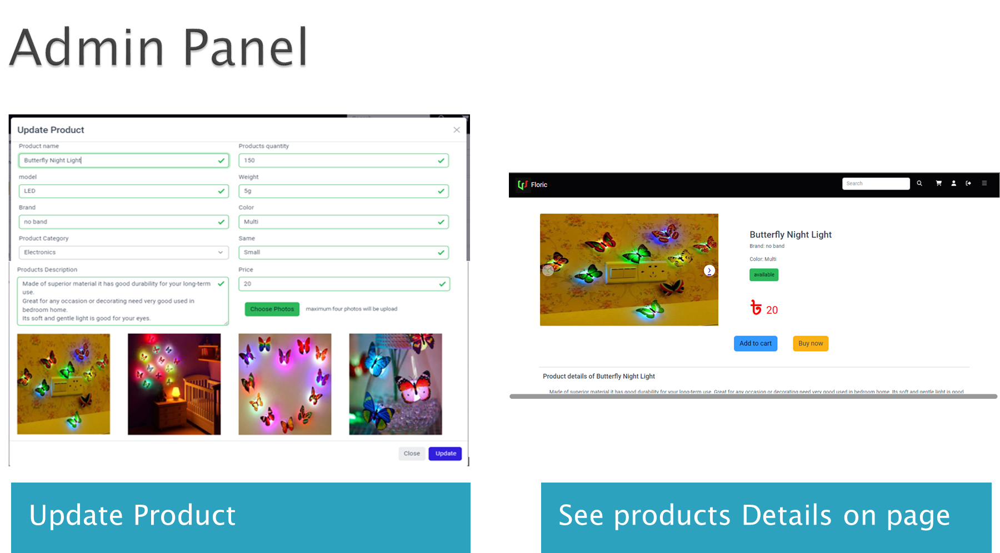 Admin Panel
Update Product
Product name
Products quantity
Butterfly Night Light
150
model
Weight
LED
5g
Brand
Color
no band
Multi
Product Category
Same
Electronics
Small
Products Description
Price
Made of superior material it has good durability for your long-term
use.
Great for any occasion or decorating need very good used in
bedroom home.
Its soft and gentle light is good for your eyes.
20
Choose Photos
maximum four photos will be upload
Close
Update
Floric
Search
Butterfly Night Light
Brand: no band
Color: Multi
available
৳ 20
Add to cart
Buy now
Product details of Butterfly Night Light
Made of superior material it has good durability for your long-term use. Great for any occasion or decorating need very good used in bedroom home. Its soft and gentle light is good
Update Product
See products Details on page